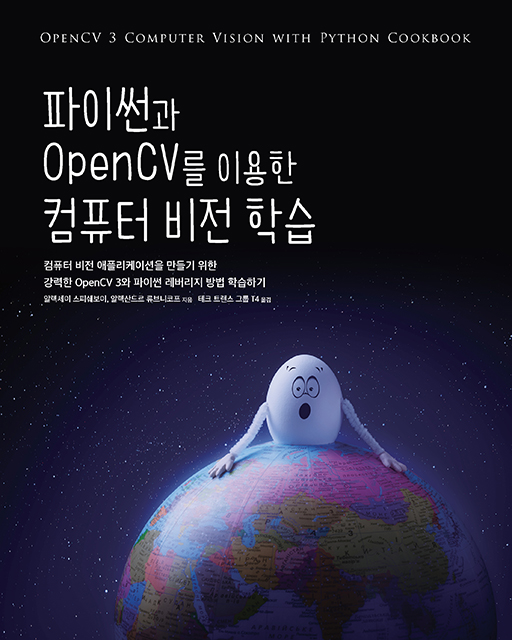 OPENCV 3 COMPUTER VISION WITH PYTHON COOKBOOK
파이썬과
OpenCV를 이용한
컴퓨터 비전 학습
컴퓨터 비전 애플리케이션을 만들기 위한
강력한 OpenCV 3와 파이썬 레버리지 방법 학습하기
알렉세이 스피쉐보이, 알렉산드르 류브니코프 지음 테크 트랜스 그룹 T4 옮김